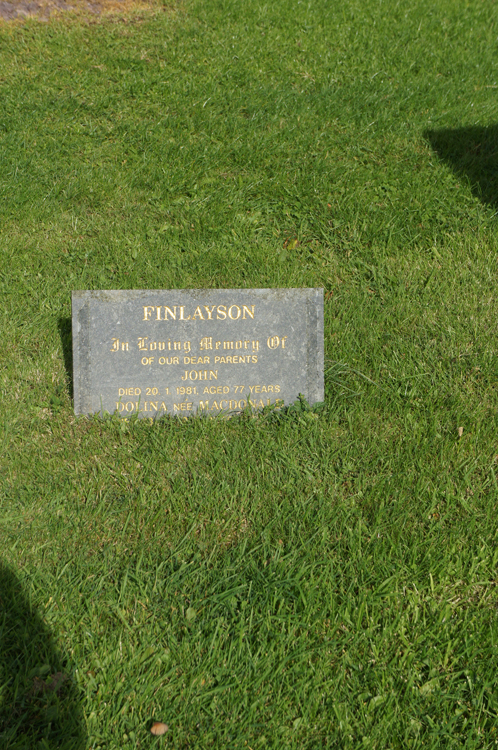 FINLAYSON
In Loving Memory Of
OF OUR DEAR PARENTS
JOHN
DIED 20. 1. 1981. AGED 77 YEARS
DOLINA NEE MACDONALD